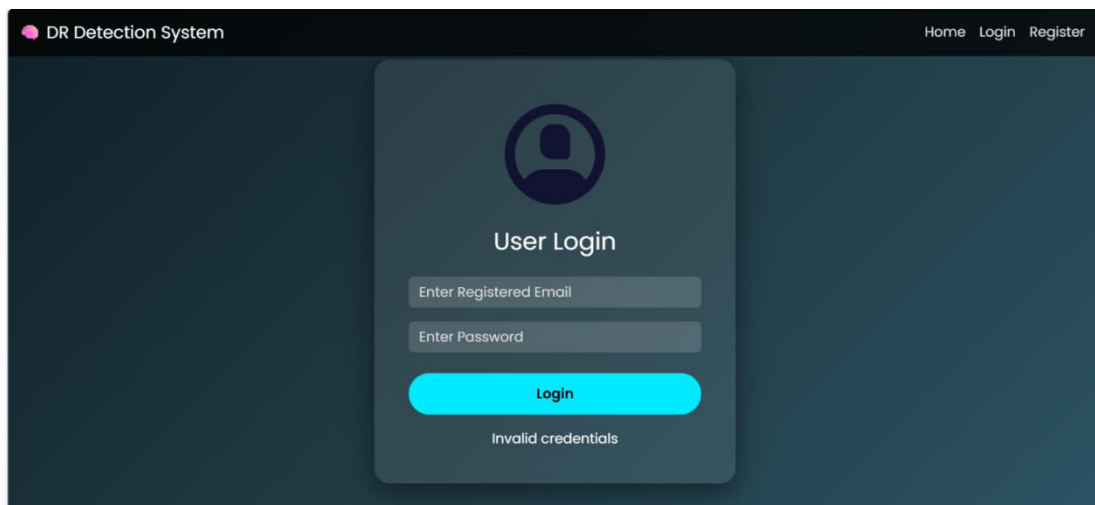 DR Detection System
Home Login Register
User Login
Enter Registered Email
Enter Password
Login
Invalid credentials